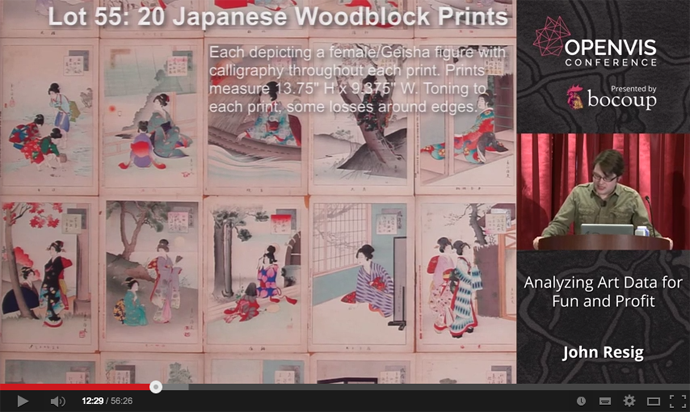 Lot 55: 20 Japanese Woodblock Prints
Each depicting a female/Geisha figure with
calligraphy throughout each print. Prints
measure 13.75" H x 9.375" W. Toning to
each print, some losses around edges.
OPENVIS
CONFERENCE
Presented by
bocoup
Analyzing Art Data for
Fun and Profit
John Resig
12:29 / 56:26